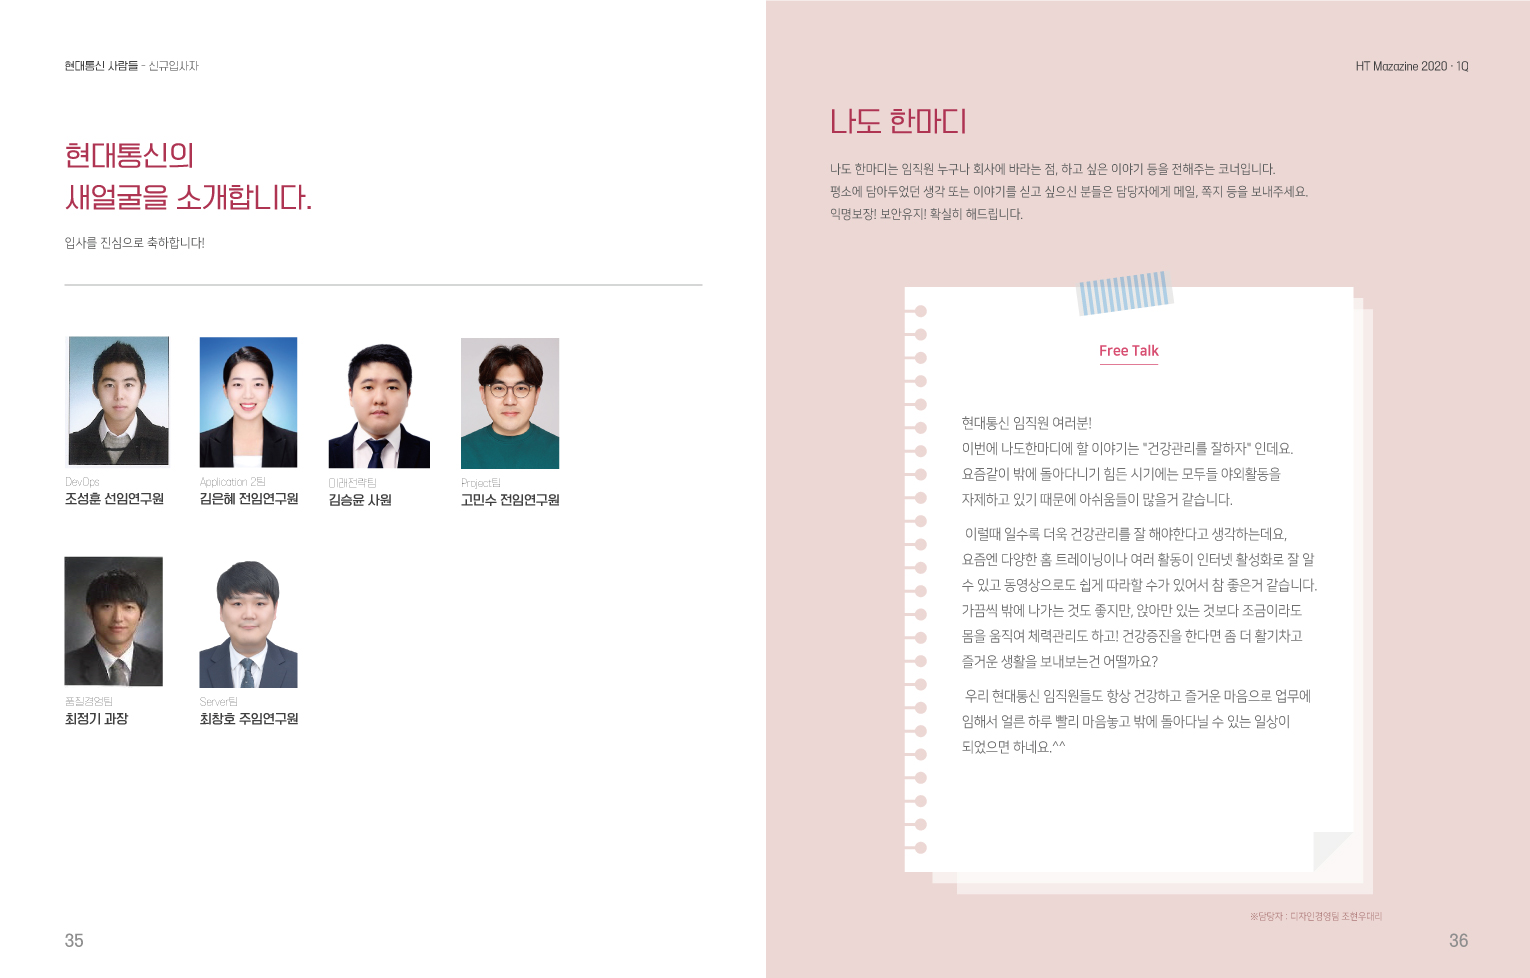 현대통신 사람들 - 신규입사자
현대통신의
새얼굴을 소개합니다.
입사를 진심으로 축하합니다!
DevOps
조성훈 선임연구원
Application 2팀
김은혜 전임연구원
미래전략팀
김승윤 사원
Project팀
고민수 전임연구원
품질경영팀
최정기 과장
Server팀
최창호 주임연구원
35
HT Mazazine 2020 · 1Q
나도 한마디
나도 한마디는 임직원 누구나 회사에 바라는 점, 하고 싶은 이야기 등을 전해주는 코너입니다.
평소에 담아두었던 생각 또는 이야기를 싣고 싶으신 분들은 담당자에게 메일, 쪽지 등을 보내주세요.
익명보장! 보안유지! 확실히 해드립니다.
Free Talk
현대통신 임직원 여러분!
이번에 나도한마디에 할 이야기는 "건강관리를 잘하자" 인데요.
요즘같이 밖에 돌아다니기 힘든 시기에는 모두들 야외활동을
자제하고 있기 때문에 아쉬움들이 많을거 같습니다.
이럴때 일수록 더욱 건강관리를 잘 해야한다고 생각하는데요,
요즘엔 다양한 홈 트레이닝이나 여러 활동이 인터넷 활성화로 잘 알
수 있고 동영상으로도 쉽게 따라할 수가 있어서 참 좋은거 같습니다.
가끔씩 밖에 나가는 것도 좋지만, 앉아만 있는 것보다 조금이라도
몸을 움직여 체력관리도 하고! 건강증진을 한다면 좀 더 활기차고
즐거운 생활을 보내보는건 어떨까요?
우리 현대통신 임직원들도 항상 건강하고 즐거운 마음으로 업무에
임해서 얼른 하루 빨리 마음놓고 밖에 돌아다닐 수 있는 일상이
되었으면 하네요.^^
※담당자 : 디자인경영팀 조현우대리
36